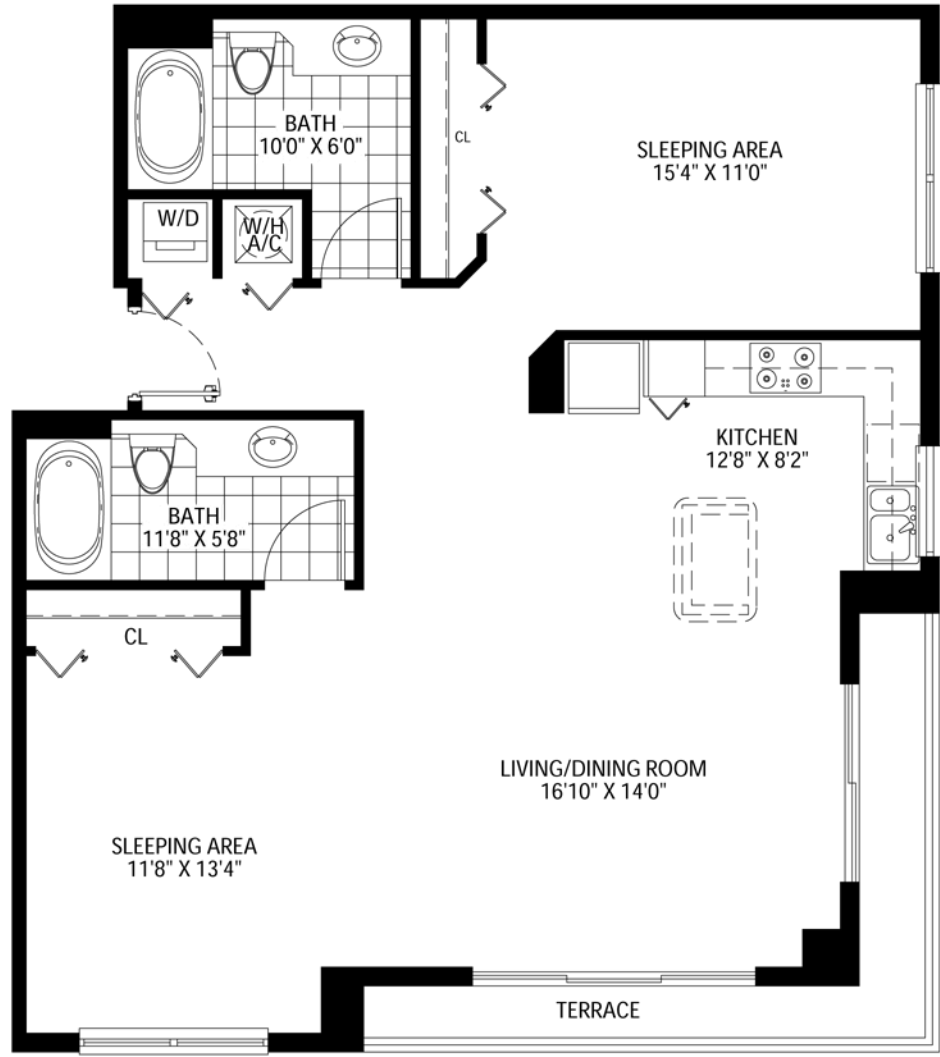 BATH
10'0" X 6'0"
CL
SLEEPING AREA
15'4" X 11'0"
W/D
W/H
A/C
KITCHEN
12'8" X 8'2"
BATH
11'8" X 5'8"
CL
LIVING/DINING ROOM
16'10" X 14'0"
SLEEPING AREA
11'8" X 13'4"
TERRACE